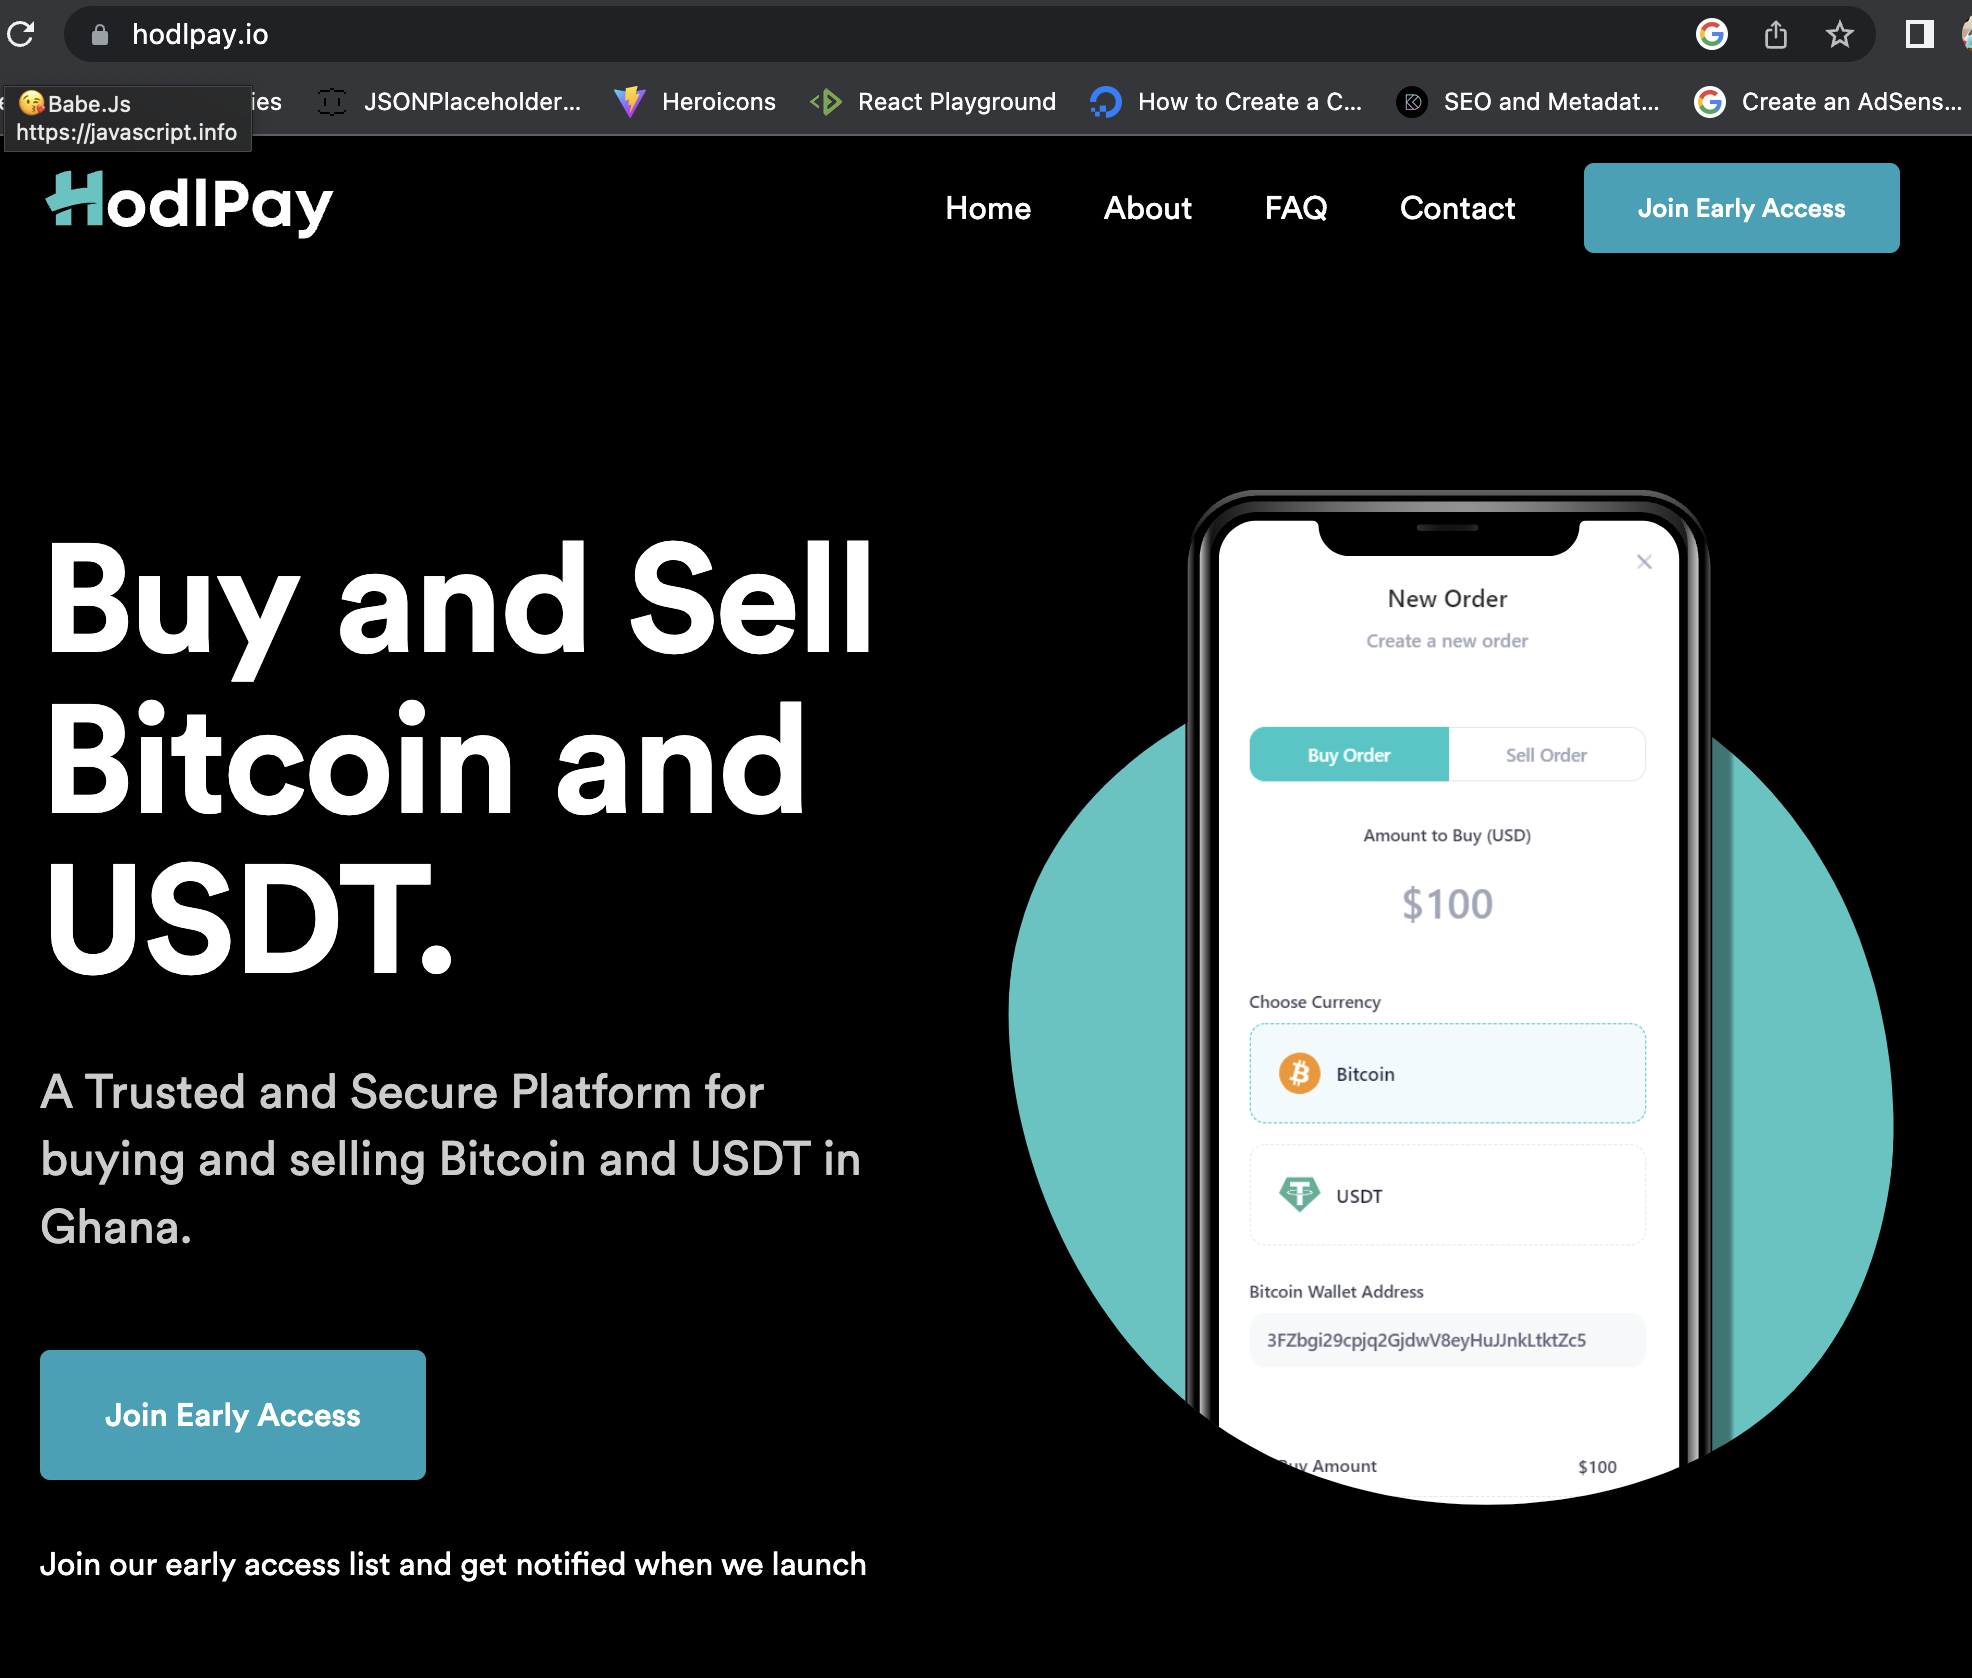 hodlpay.io
😘Babe.Js
https://javascript.info
ies
JSONPlaceholder...
Heroicons
React Playground
How to Create a C...
SEO and Metadat...
Create an AdSens...
HodlPay
Home
About
FAQ
Contact
Join Early Access
Buy and Sell
Bitcoin and
USDT.
A Trusted and Secure Platform for
buying and selling Bitcoin and USDT in
Ghana.
Join Early Access
Join our early access list and get notified when we launch
New Order
Create a new order
Buy Order
Sell Order
Amount to Buy (USD)
$100
Choose Currency
Bitcoin
USDT
Bitcoin Wallet Address
3FZbgi29cpjq2GjdwV8eyHuJJnkLtktZc5
Buy Amount
$100